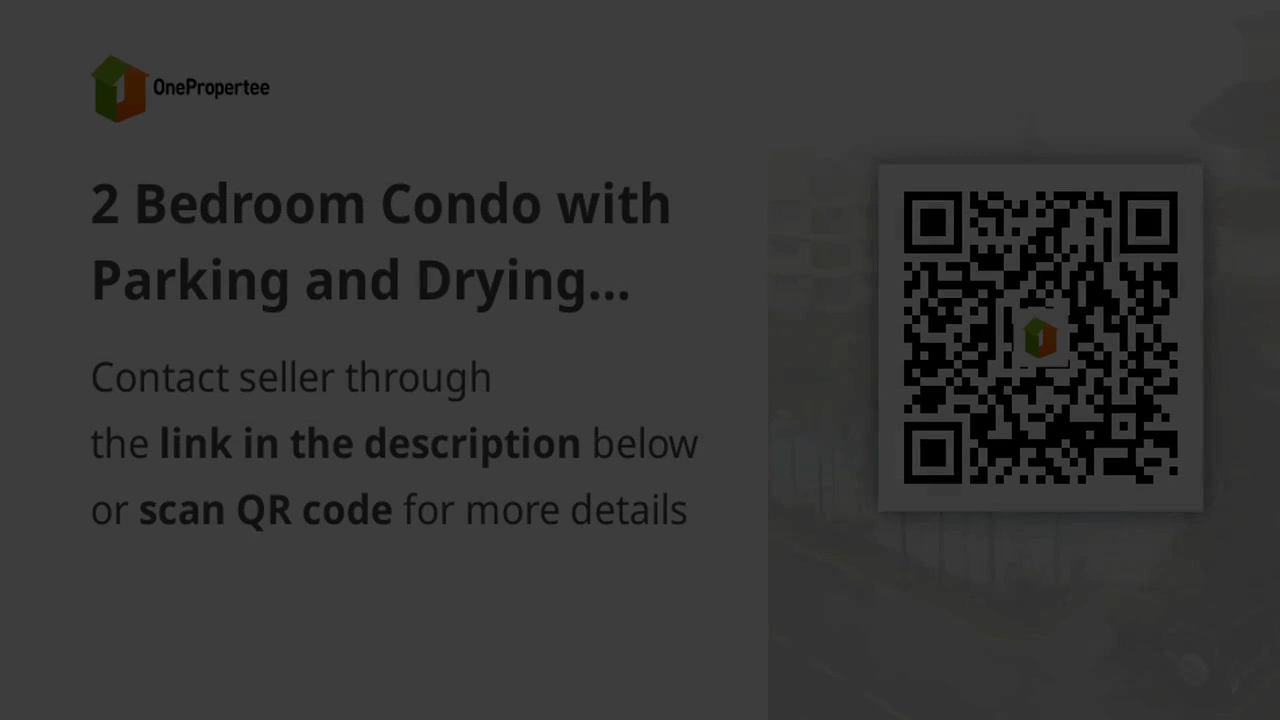 OnePropertee
2 Bedroom Condo with
Parking and Drying...
Contact seller through
the link in the description below
or scan QR code for more details